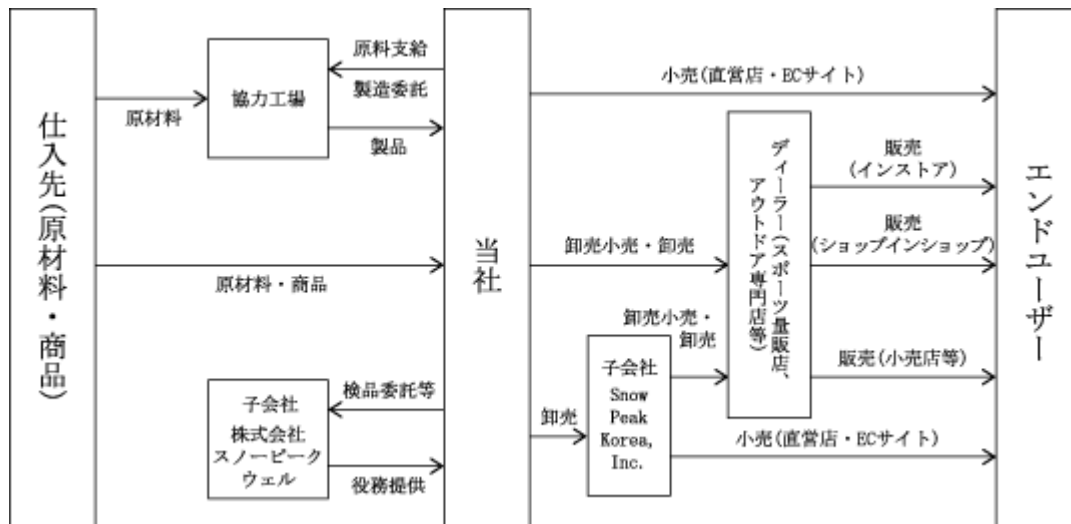 仕入先(原材料・商品)
原材料
協力工場
原料支給
製造委託
製品
原材料・商品
子会社
株式会社
スノーピーク
ウェル
検品委託等
役務提供
当社
小売(直営店・ECサイト)
卸売小売・卸売
卸売小売・
卸売
卸売
子会社
Snow
Peak
Korea,
Inc.
ディーラー(スポーツ量販店、
アウトドア専門店等)
販売
(インストア)
販売
(ショップインショップ)
販売(小売店等)
小売(直営店・ECサイト)
エンドユーザー